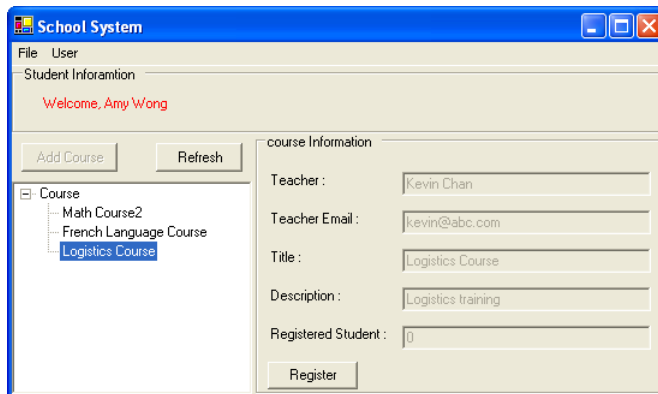 School System
File User
Student Inforamtion
Welcome, Amy Wong
Add Course Refresh
Course
Math Course2
French Language Course
Logistics Course
course Information
Teacher : Kevin Chan
Teacher Email : kevin@abc.com
Title : Logistics Course
Description : Logistics training
Registered Student : 0
Register